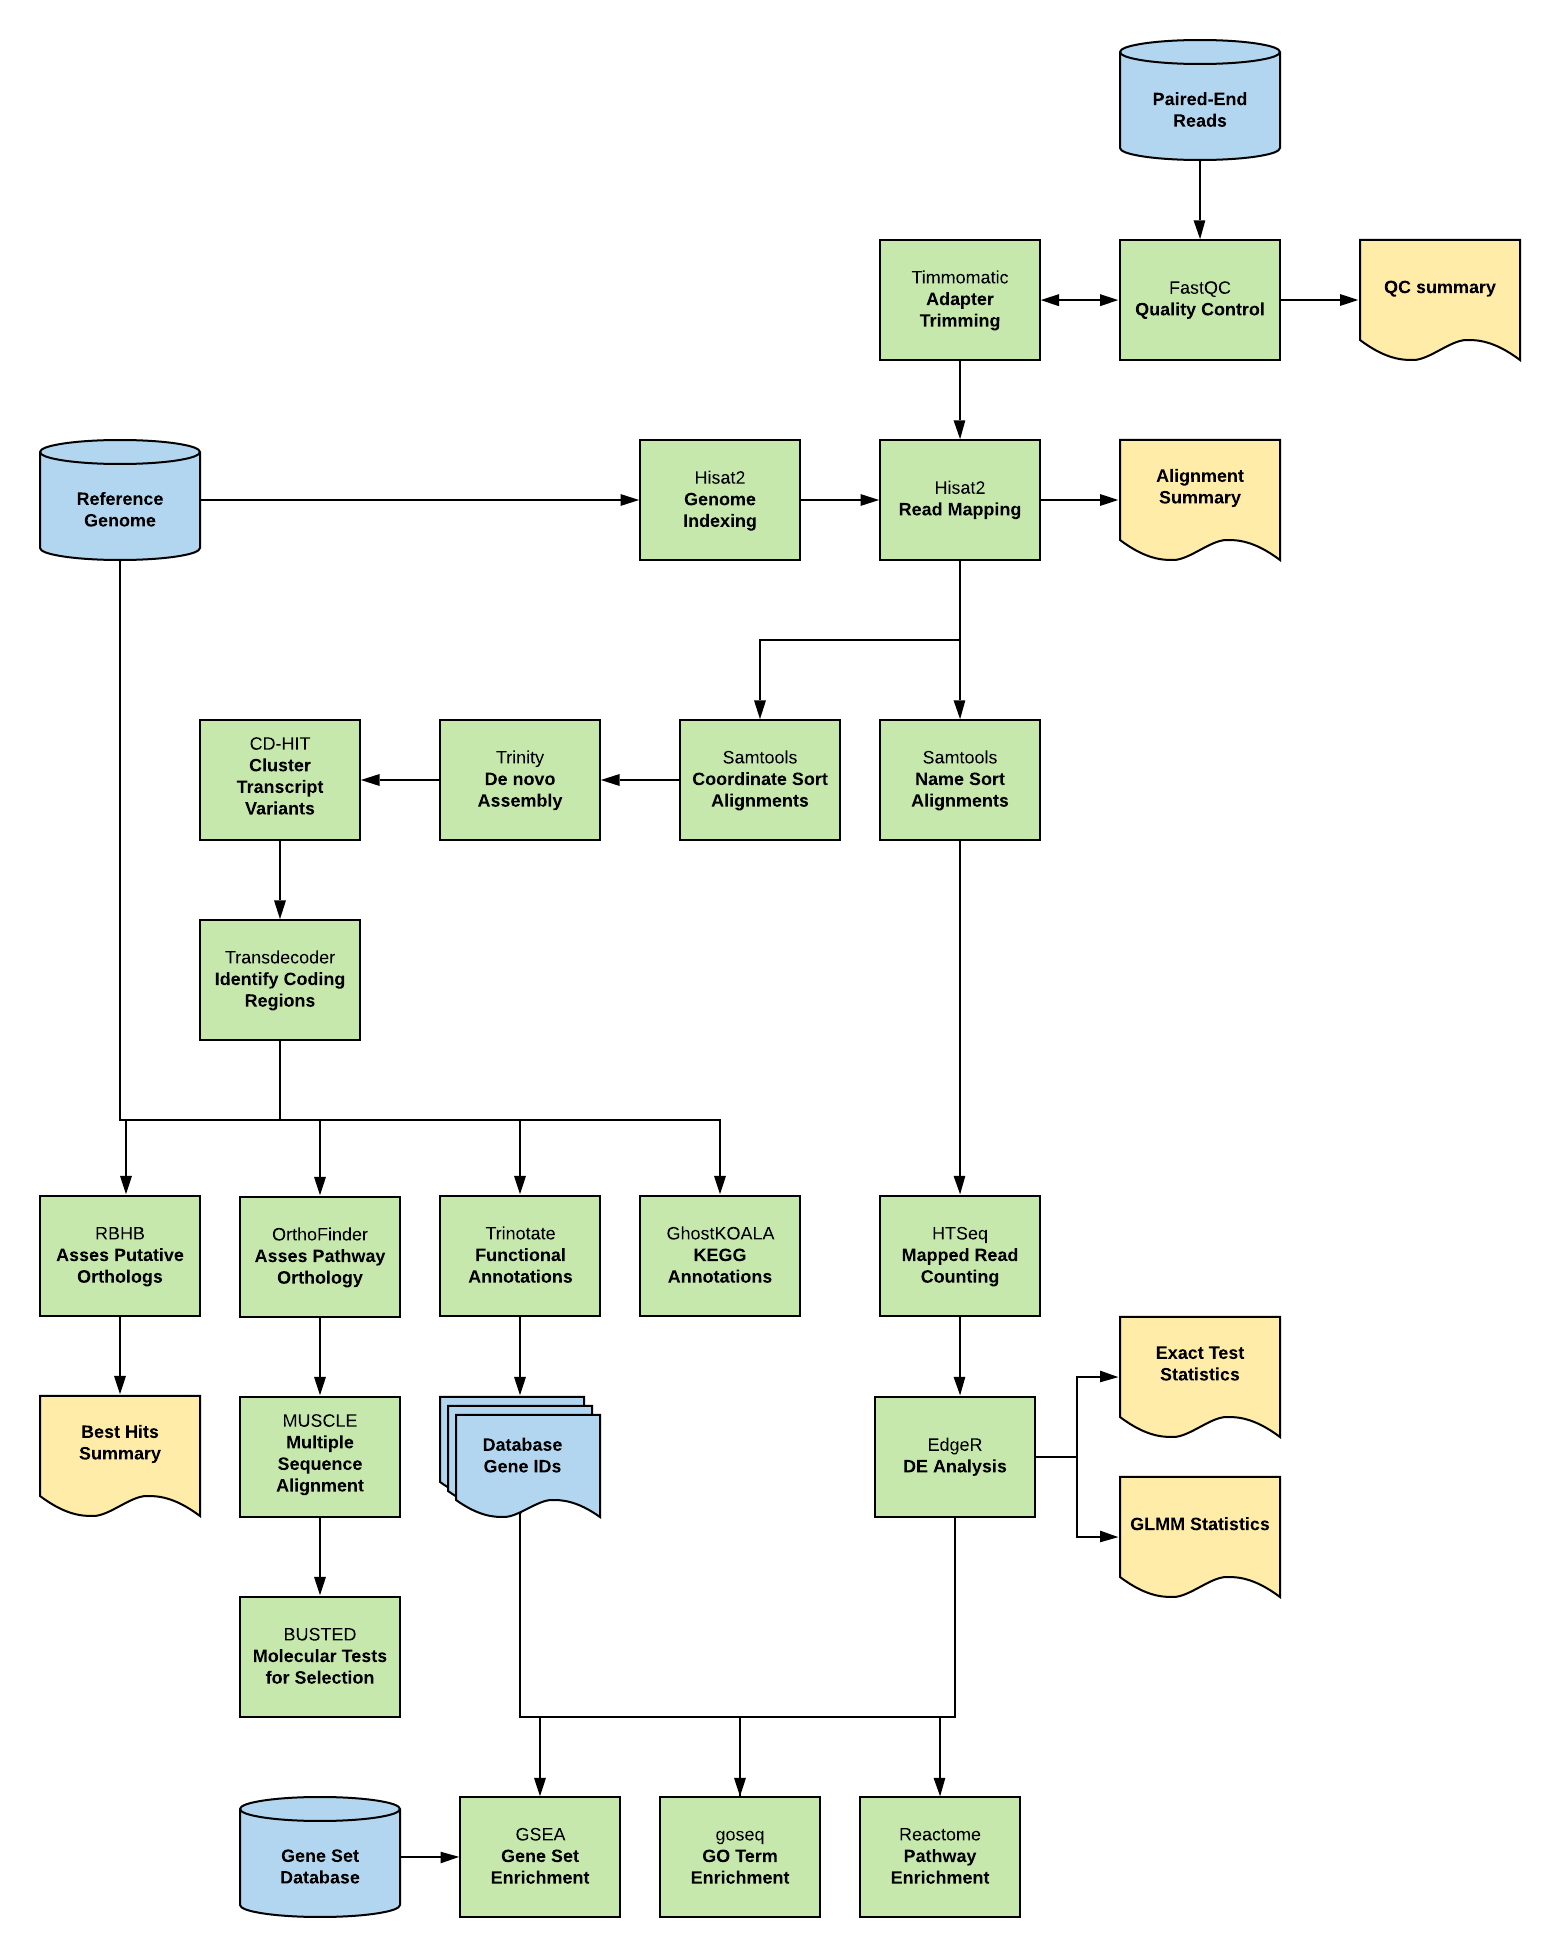 Paired-End
Reads
Timmomatic
Adapter
Trimming
FastQC
Quality Control
QC summary
Reference
Genome
Hisat2
Genome
Indexing
Hisat2
Read Mapping
Alignment
Summary
CD-HIT
Cluster
Transcript
Variants
Trinity
De novo
Assembly
Samtools
Coordinate Sort
Alignments
Samtools
Name Sort
Alignments
Transdecoder
Identify Coding
Regions
RBHB
Asses Putative
Orthologs
OrthoFinder
Asses Pathway
Orthology
Trinotate
Functional
Annotations
GhostKOALA
KEGG
Annotations
HTSeq
Mapped Read
Counting
Exact Test
Statistics
Best Hits
Summary
MUSCLE
Multiple
Sequence
Alignment
Database
Gene IDs
EdgeR
DE Analysis
GLMM Statistics
BUSTED
Molecular Tests
for Selection
Gene Set
Database
GSEA
Gene Set
Enrichment
goseq
GO Term
Enrichment
Reactome
Pathway
Enrichment